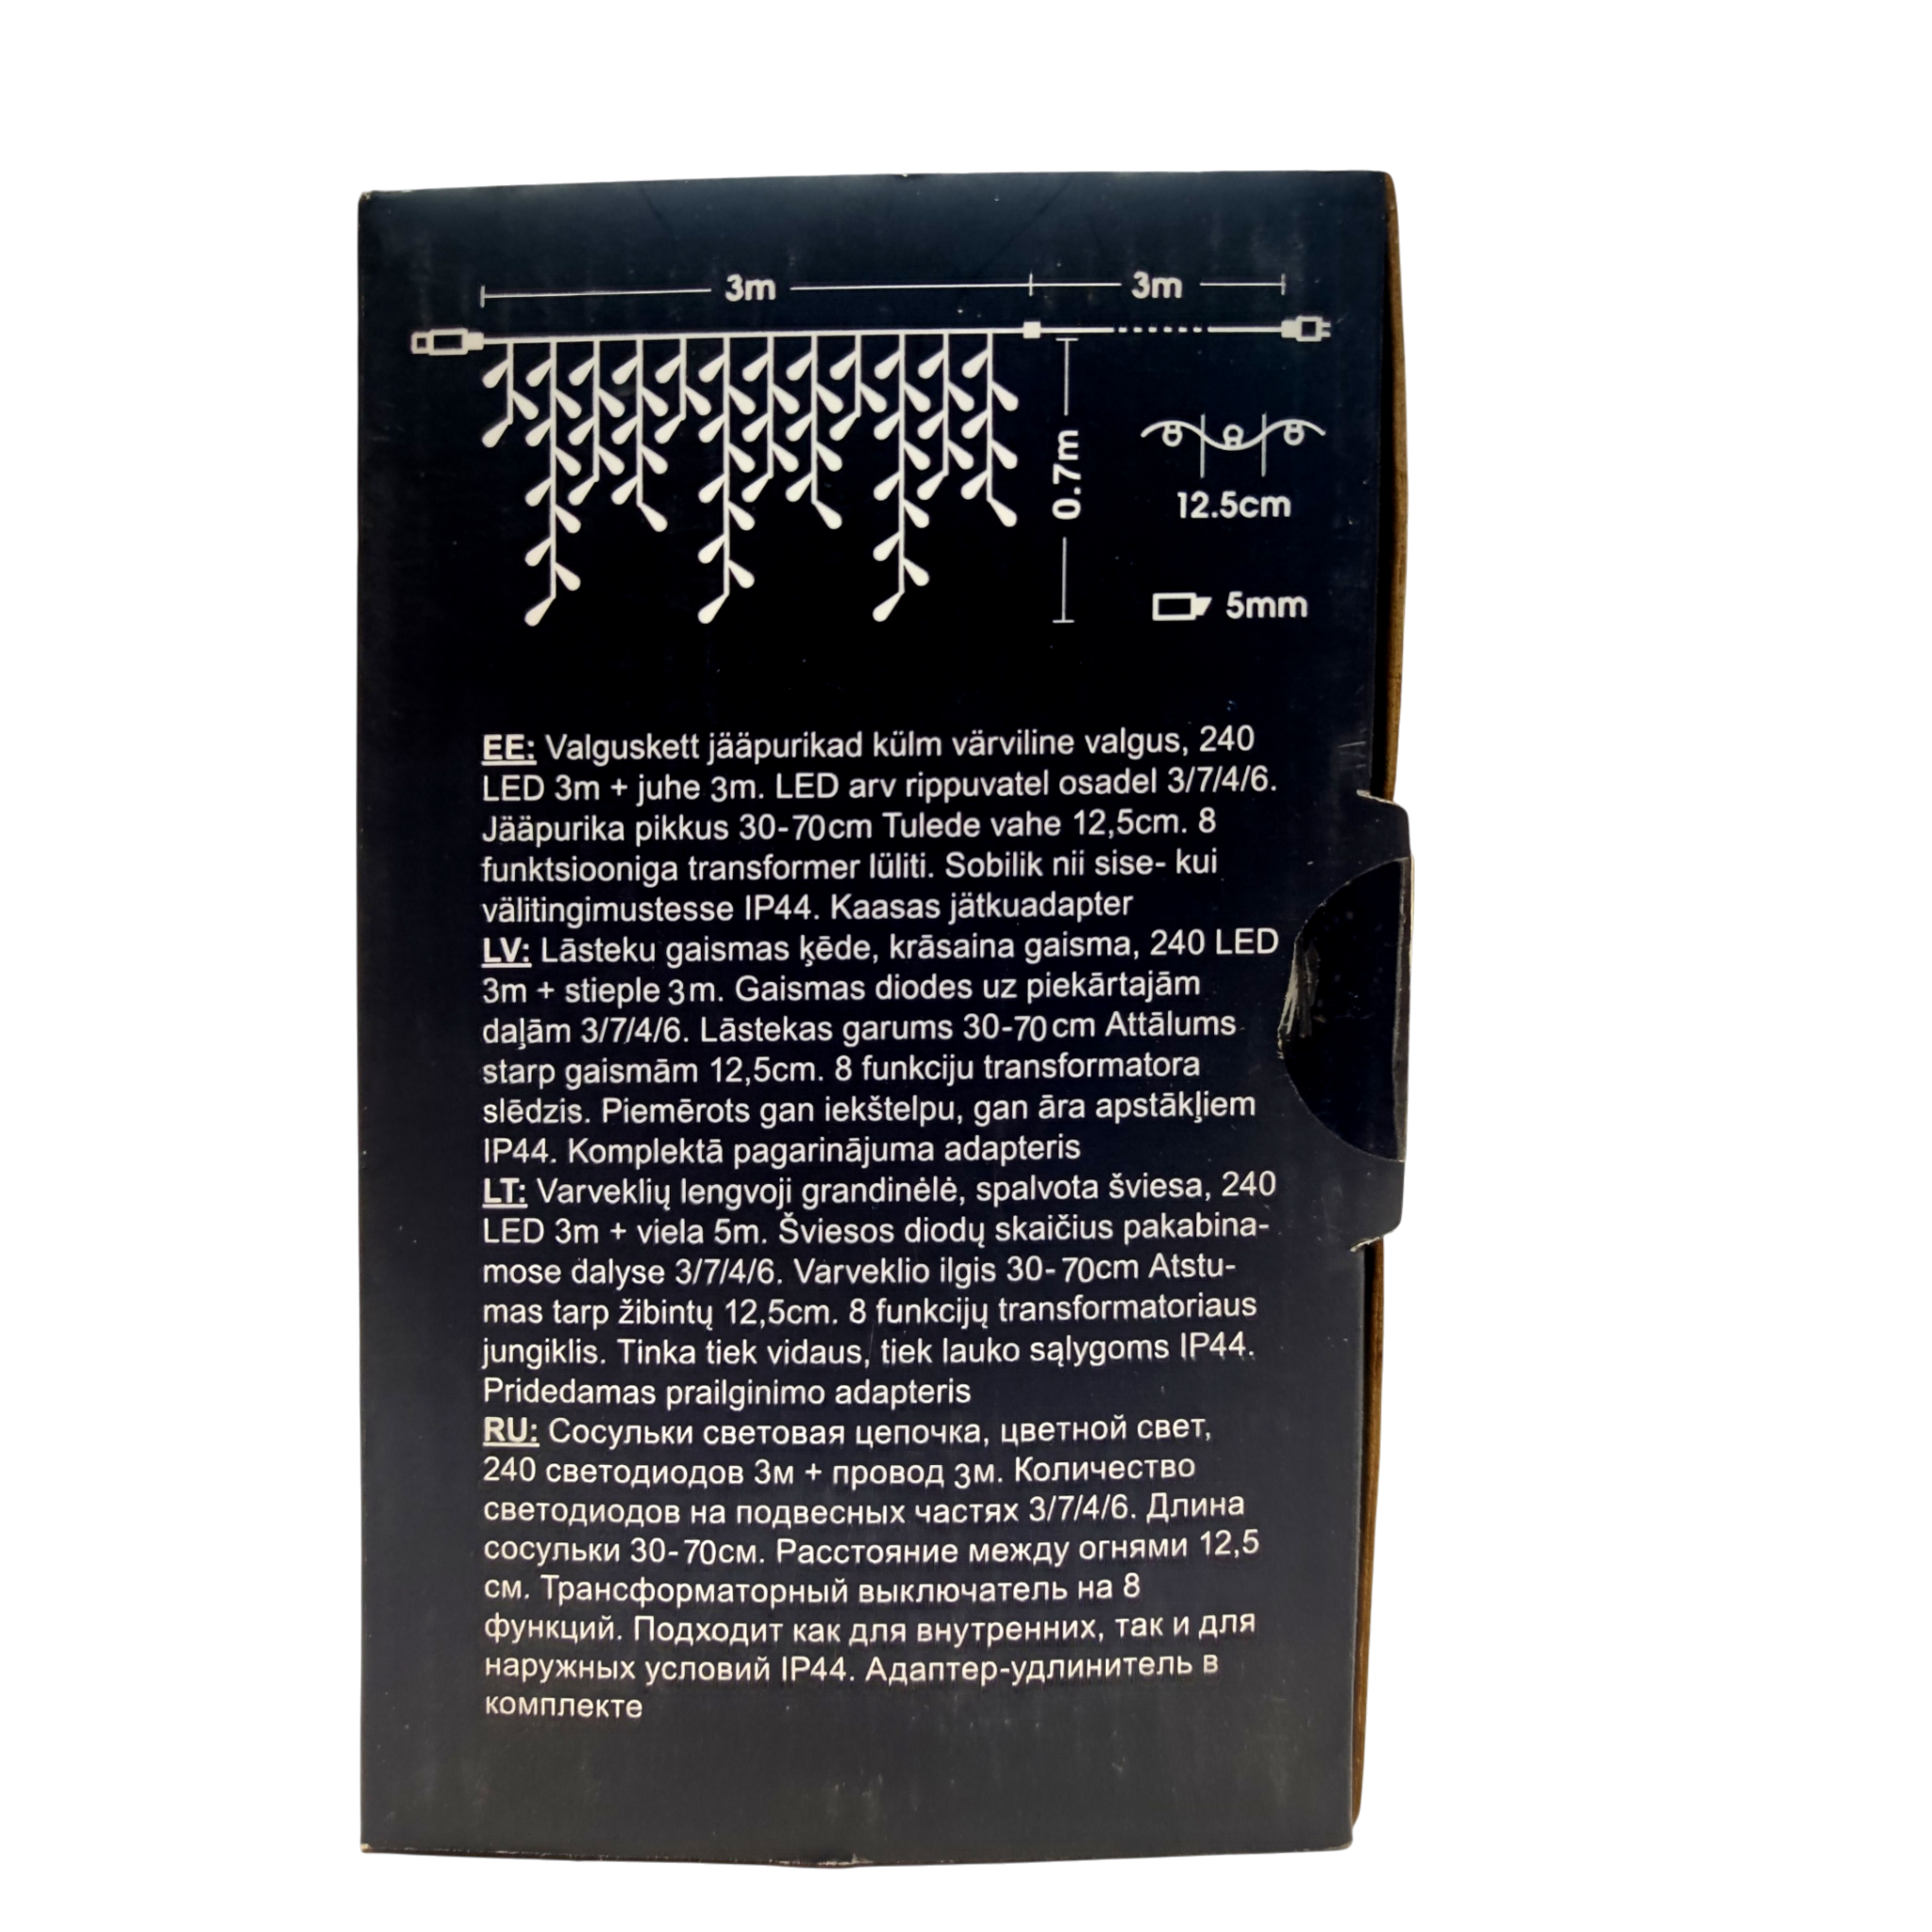 3m 3m
0.7m
12.5cm
5mm
EE: Valguskett jääpurikad külm värviline valgus, 240
LED 3m + juhe 3m. LED arv rippuvatel osadel 3/7/4/6.
Jääpurika pikkus 30-70cm Tulede vahe 12,5cm. 8
funktsiooniga transformer lüliti. Sobilik nii sise- kui
välitingimustesse IP44. Kaasas jätkuadapter
LV: Lāsteku gaismas ķēde, krāsaina gaisma, 240 LED
3m + stieple 3m. Gaismas diodes uz piekārtajām
daļām 3/7/4/6. Lāstekas garums 30-70cm Attālums
starp gaismām 12,5cm. 8 funkciju transformatora
slēdzis. Piemērots gan iekštelpu, gan āra apstākļiem
IP44. Komplektā pagarinājuma adapteris
LT: Varveklių lengvoji grandinėlė, spalvota šviesa, 240
LED 3m + viela 5m. Šviesos diodų skaičius pakabina-
mose dalyse 3/7/4/6. Varveklio ilgis 30-70cm Atstu-
mas tarp žibintų 12,5cm. 8 funkcijų transformatoriaus
jungiklis. Tinka tiek vidaus, tiek lauko sąlygoms IP44.
Pridedamas prailginimo adapteris
RU: Сосульки световая цепочка, цветной свет,
240 светодиодов 3м + провод 3м. Количество
светодиодов на подвесных частях 3/7/4/6. Длина
сосульки 30-70см. Расстояние между огнями 12,5
см. Трансформаторный выключатель на 8
функций. Подходит как для внутренних, так и для
наружных условий IP44. Адаптер-удлинитель в
комплекте